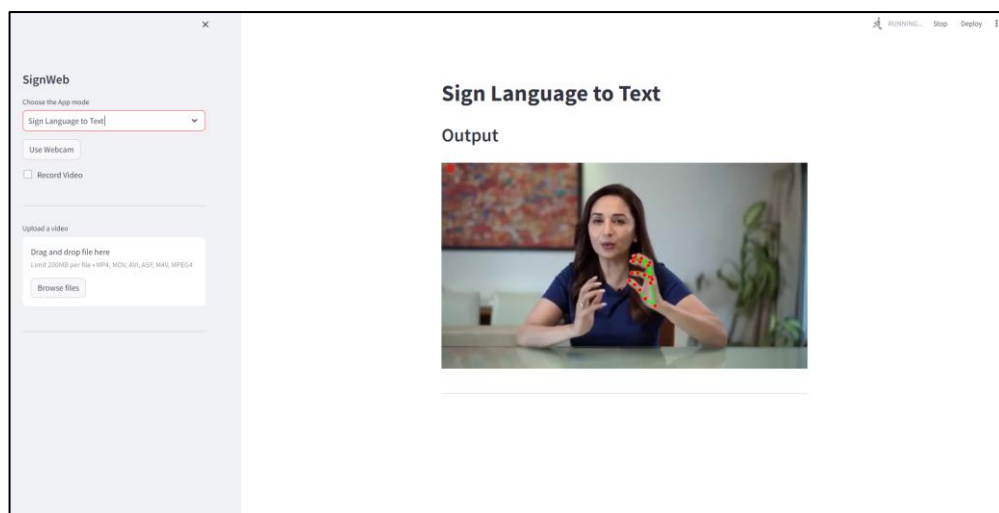 ×
RUNNING... Stop Deploy
SignWeb
Choose the App mode
Sign Language to Text
Use Webcam
Record Video
Upload a video
Drag and drop file here
Limit 200MB per file • MP4, MOV, AVI, ASF, M4V, MPEG4
Browse files
Sign Language to Text
Output